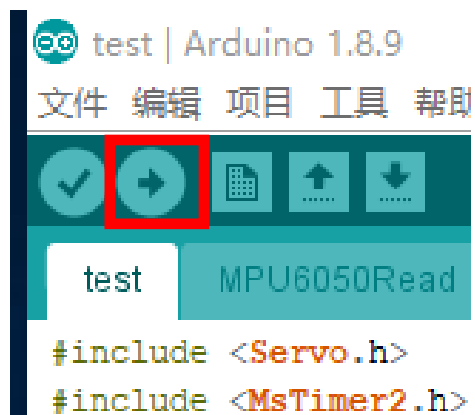 test | Arduino 1.8.9
文件 编辑 项目 工具 帮助
test MPU6050Read
#include <Servo.h>
#include <MsTimer2.h>